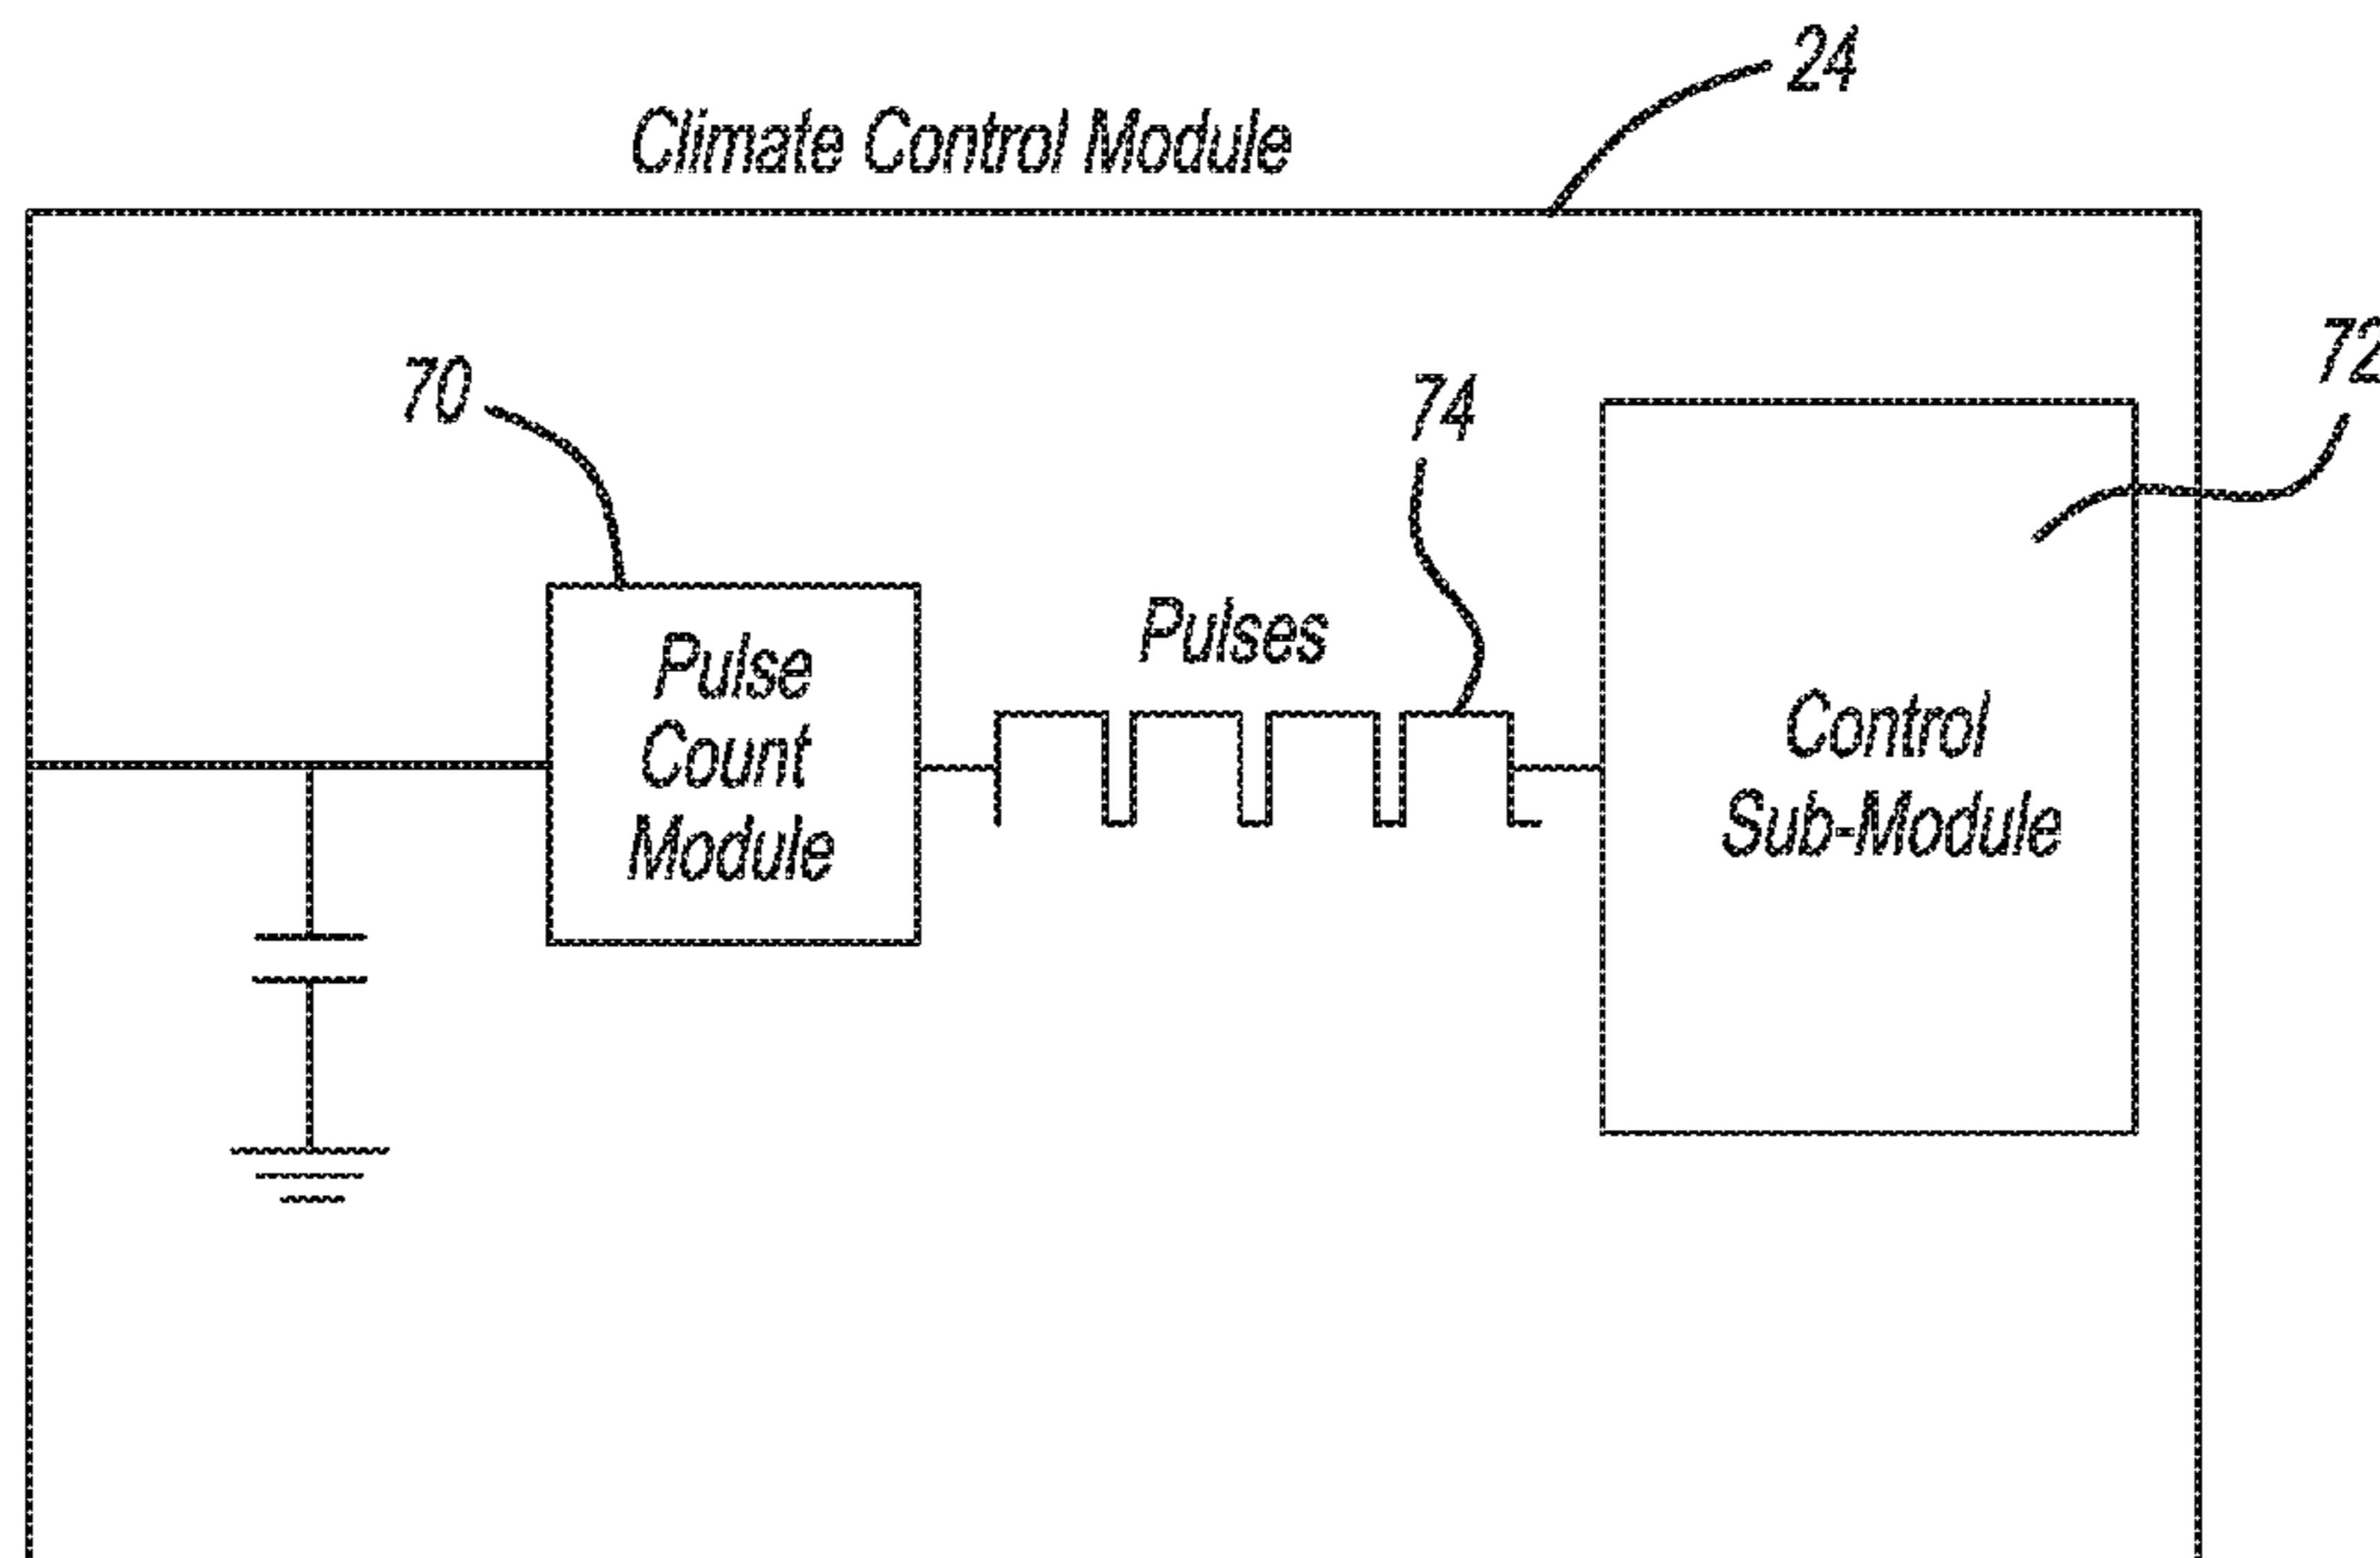 24
Climate Control Module
72
70
74
Pulses
Pulse
Count
Module
Control
Sub-Module